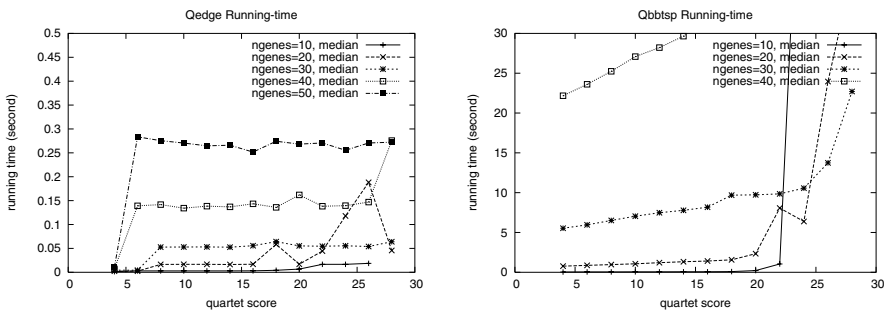 Qedge Running-time
0.5
0.45
0.4
0.35
0.3
0.25
0.2
0.15
0.1
0.05
0
running time (second)
ngenes=10, median
ngenes=20, median
ngenes=30, median
ngenes=40, median
ngenes=50, median
0 5 10 15 20 25 30
quartet score
Qbbtsp Running-time
30
25
20
15
10
5
0
running time (second)
ngenes=10, median
ngenes=20, median
ngenes=30, median
ngenes=40, median
0 5 10 15 20 25 30
quartet score